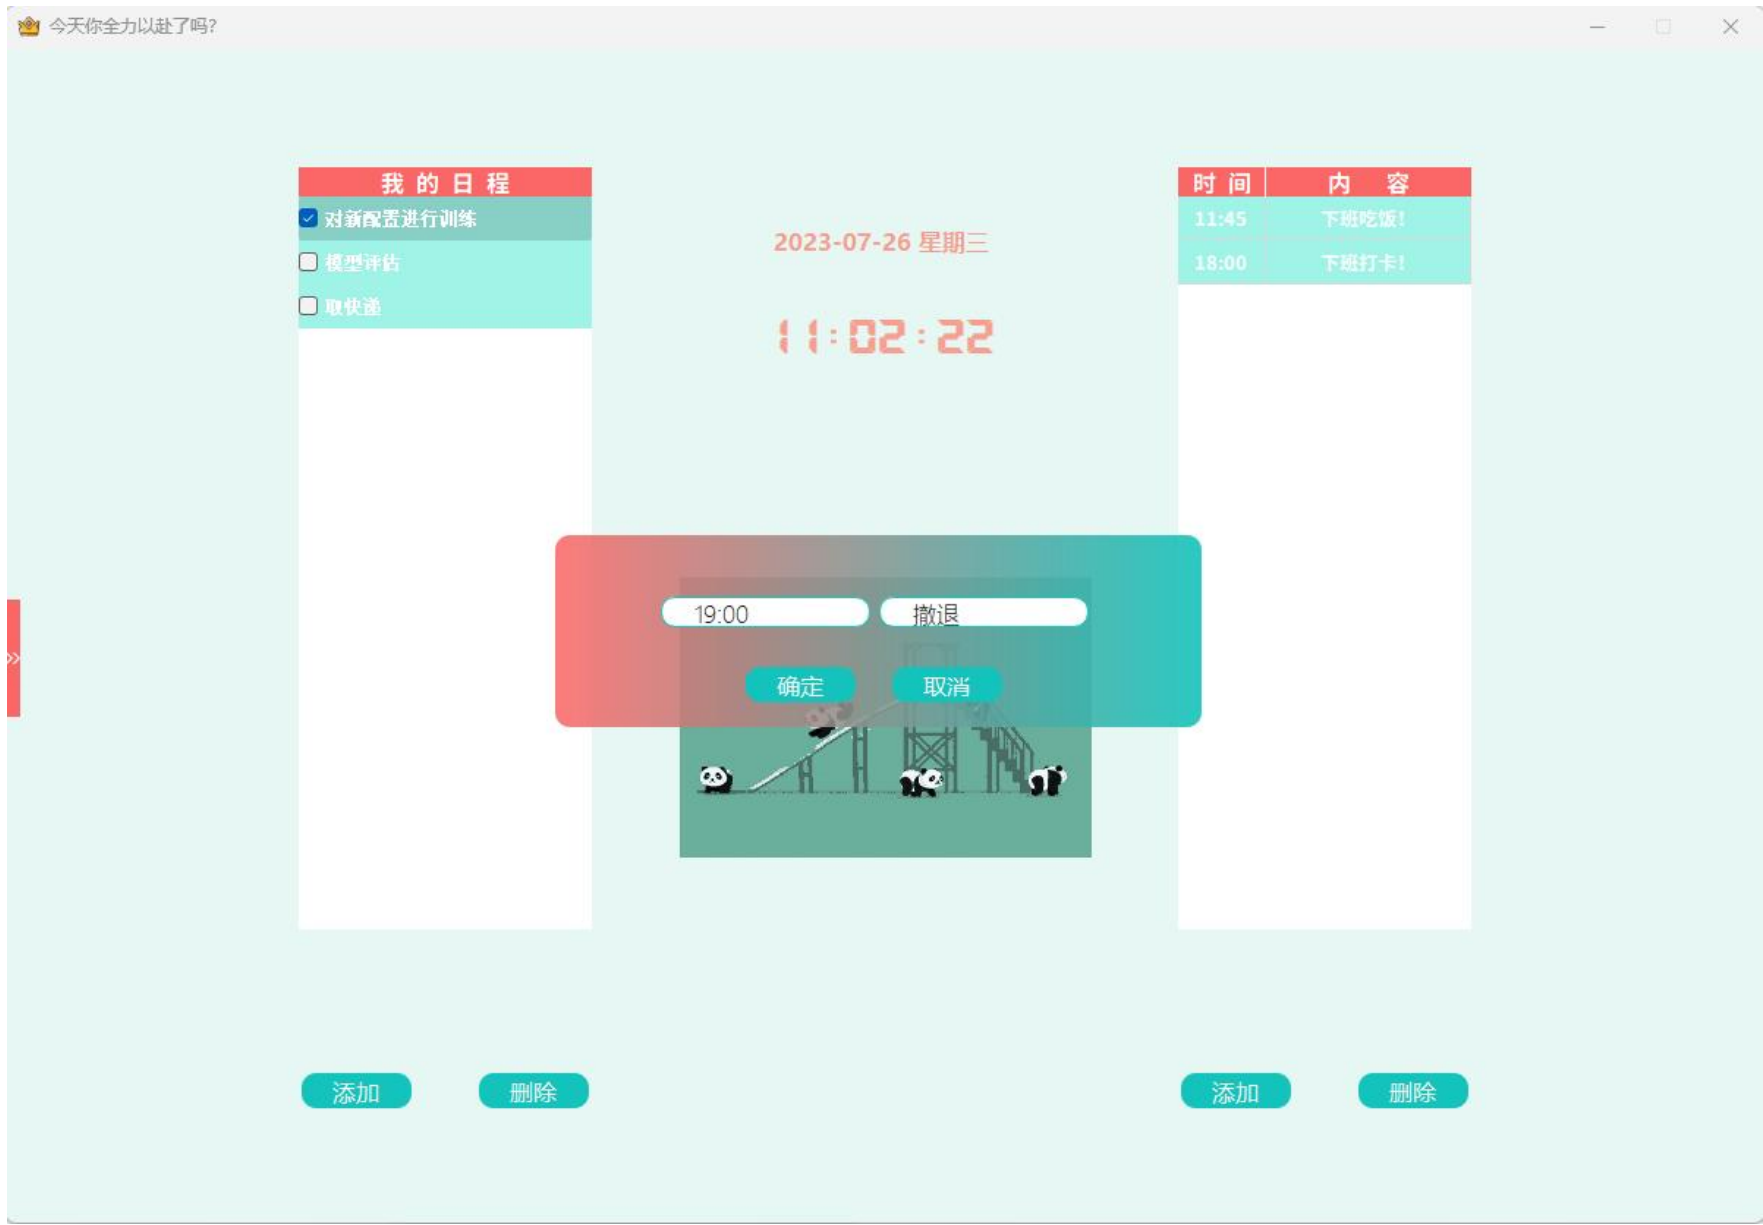 今天你全力以赴了吗?
我的日程
对新配置进行训练
模型评估
取快递
2023-07-26 星期三
11:02:22
时间 内容
11:45 下班吃饭!
18:00 下班打卡!
19:00 撤退
确定 取消
»
添加 删除 添加 删除